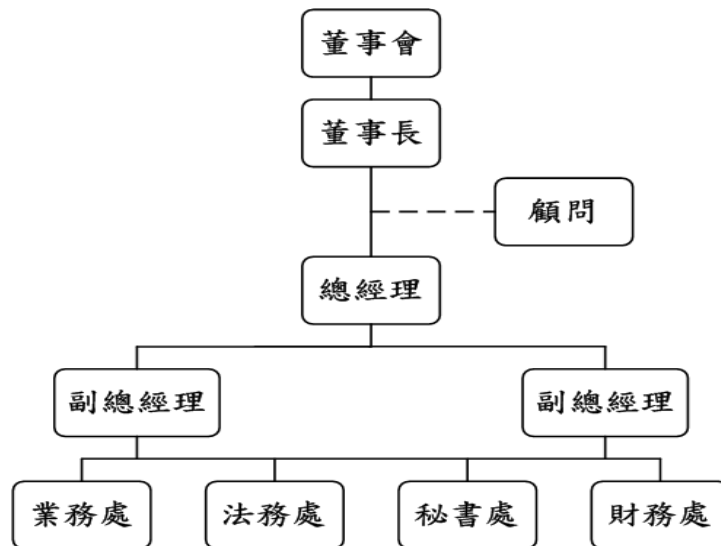 董事會
董事長
顧問
總經理
副總經理
副總經理
業務處
法務處
秘書處
財務處